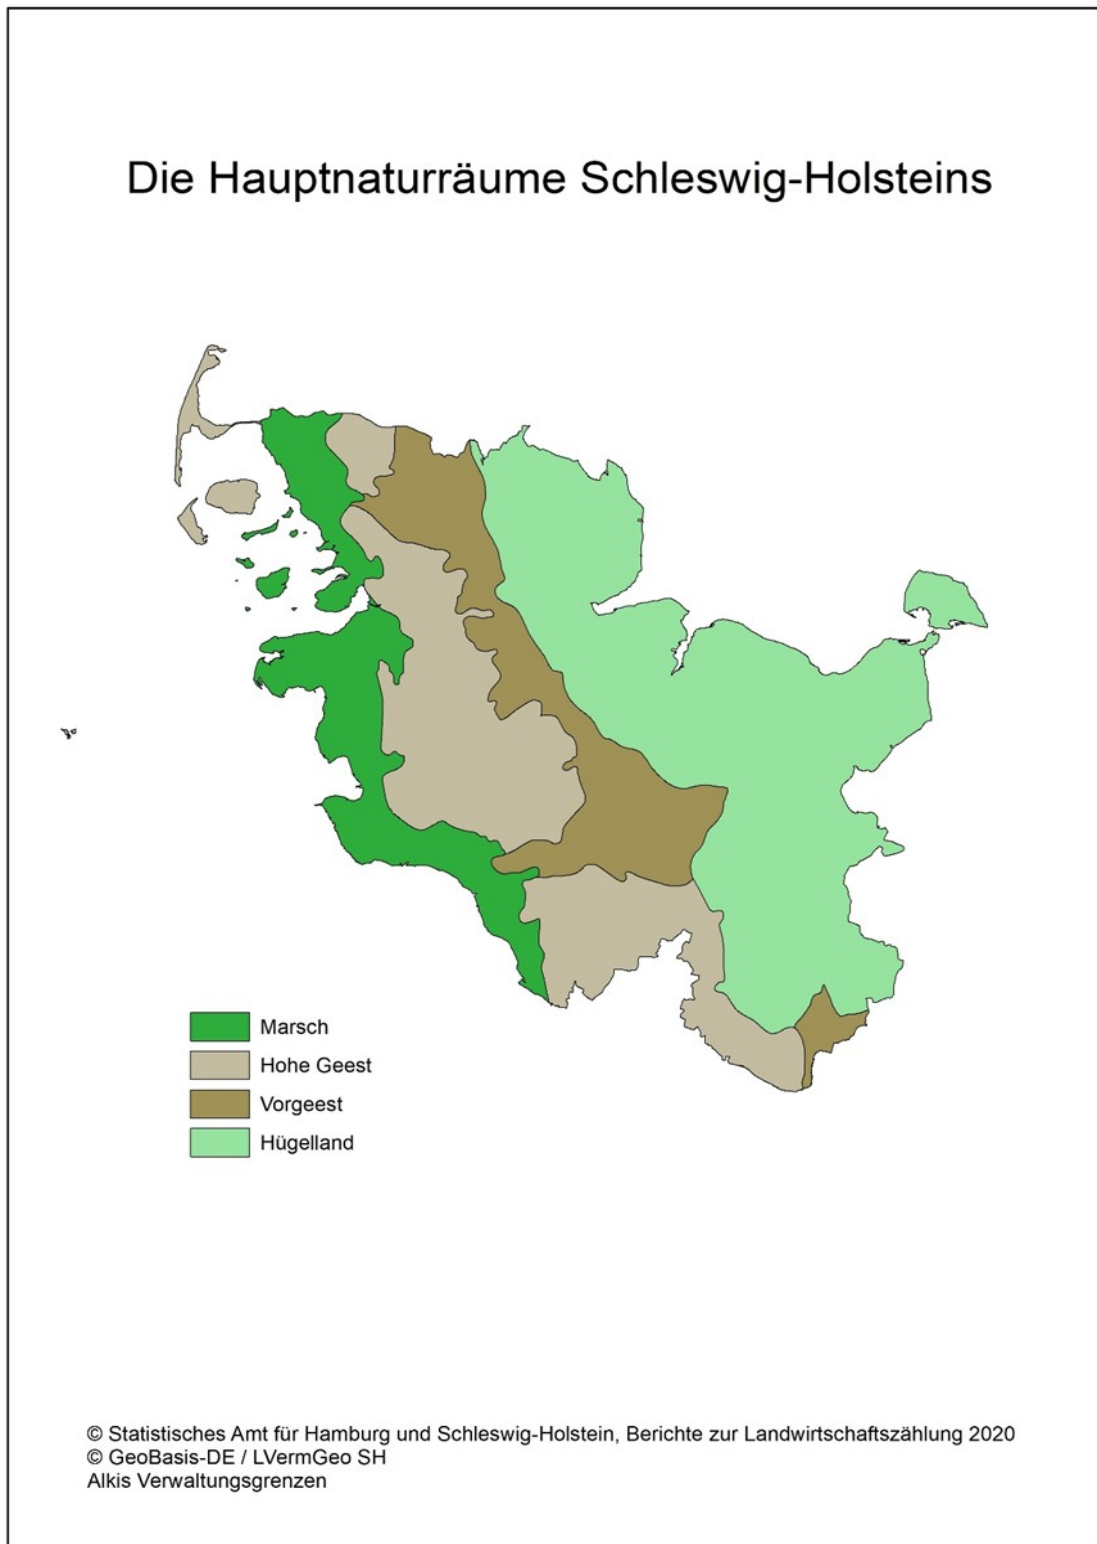 Die Hauptnaturräume Schleswig-Holsteins
Marsch
Hohe Geest
Vorgeest
Hügelland
© Statistisches Amt für Hamburg und Schleswig-Holstein, Berichte zur Landwirtschaftszählung 2020
© GeoBasis-DE / LVermGeo SH
Alkis Verwaltungsgrenzen